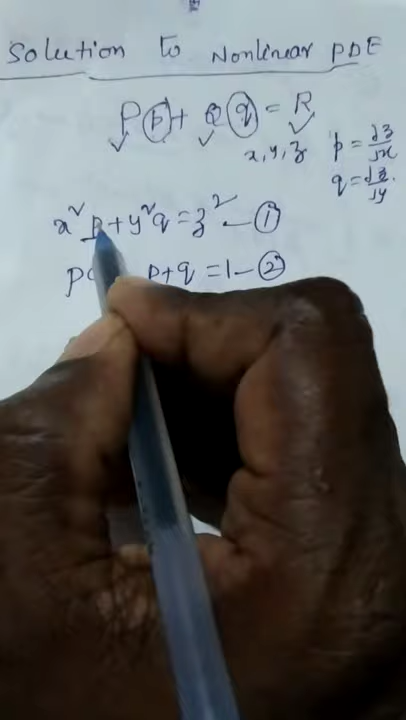 Solution to Nonlinear PDE
Pp + Qq = R
x, y, z
p = ∂z/∂x
q = ∂z/∂y
x²p + y²q = z² — ①
p+q = 1 — ②